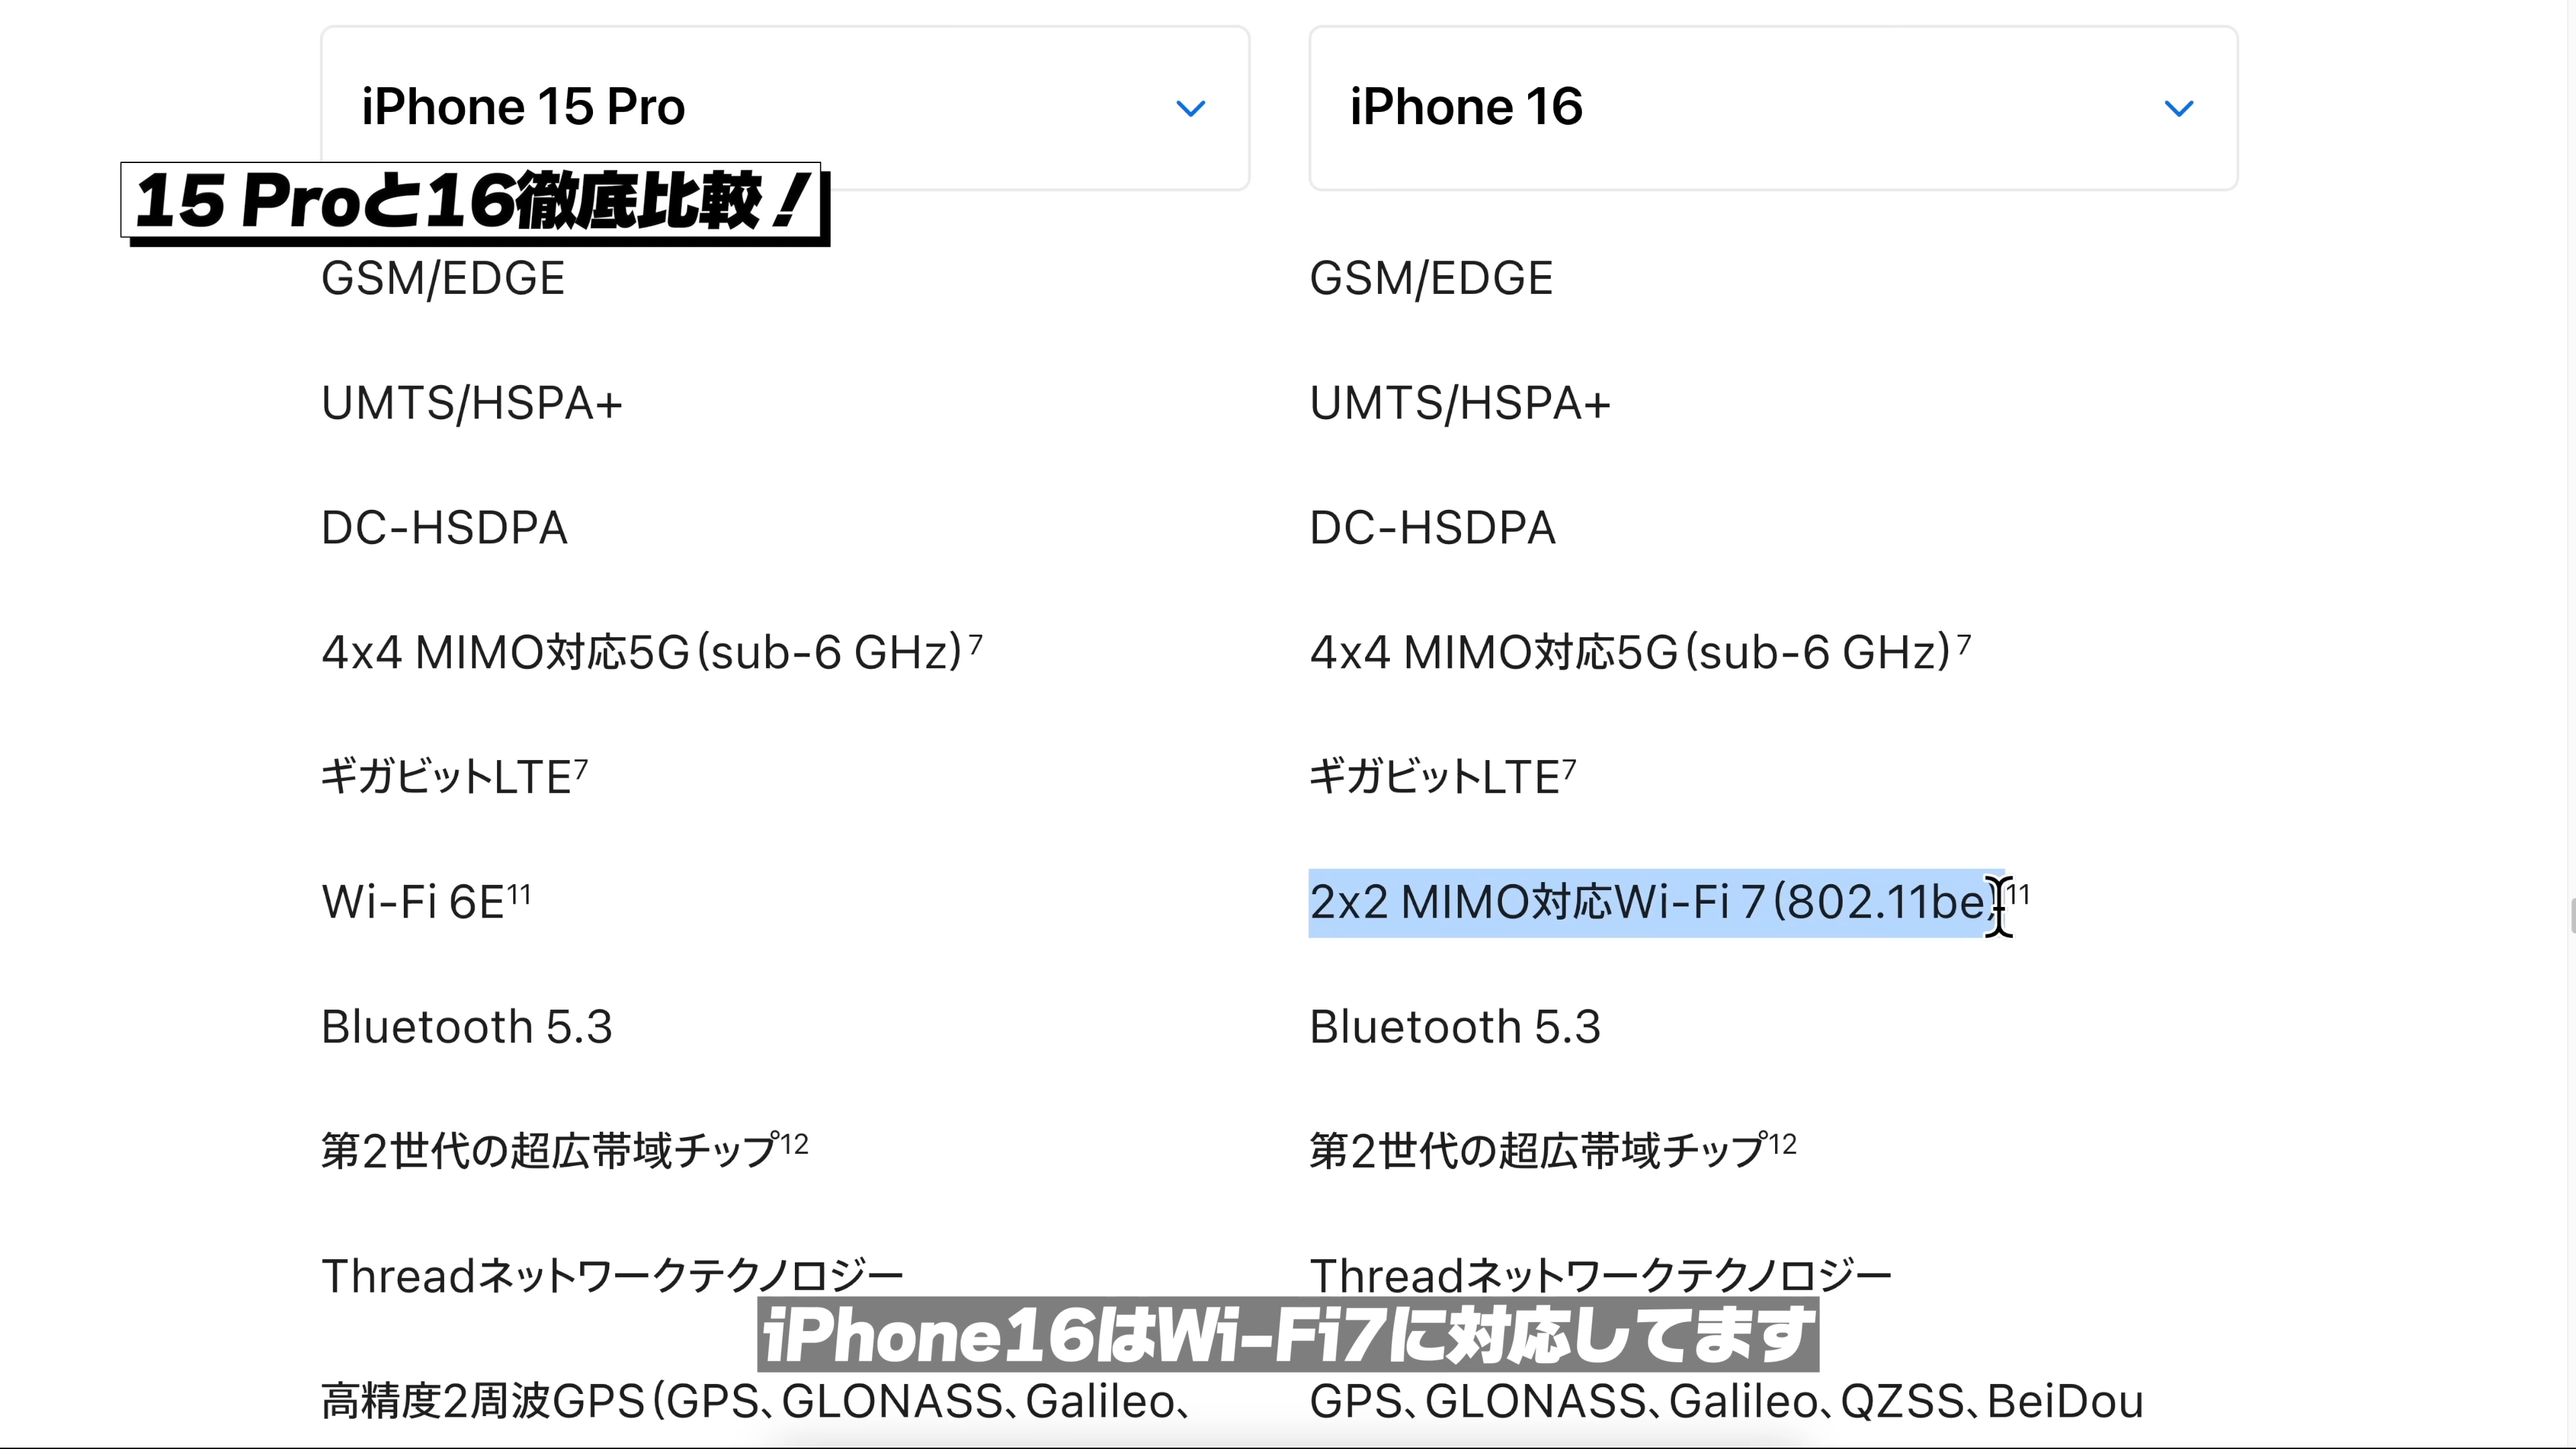 iPhone 15 Pro
iPhone 16
15 Proと16徹底比較！
GSM/EDGE
GSM/EDGE
UMTS/HSPA+
UMTS/HSPA+
DC-HSDPA
DC-HSDPA
4x4 MIMO対応5G(sub-6 GHz)7
4x4 MIMO対応5G(sub-6 GHz)7
ギガビットLTE7
ギガビットLTE7
Wi-Fi 6E11
2x2 MIMO対応Wi-Fi 7(802.11be)11
Bluetooth 5.3
Bluetooth 5.3
第2世代の超広帯域チップ12
第2世代の超広帯域チップ12
Threadネットワークテクノロジー
Threadネットワークテクノロジー
iPhone16はWi-Fi7に対応してます
高精度2周波GPS(GPS、GLONASS、Galileo、
GPS、GLONASS、Galileo、QZSS、BeiDou